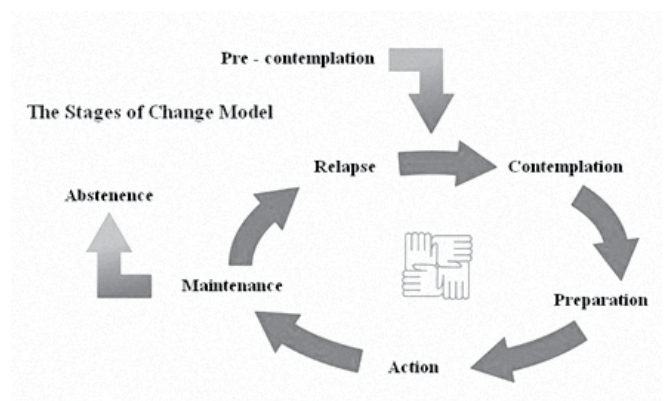 Pre - contemplation
The Stages of Change Model
Relapse
Contemplation
Abstenence
Maintenance
Preparation
Action